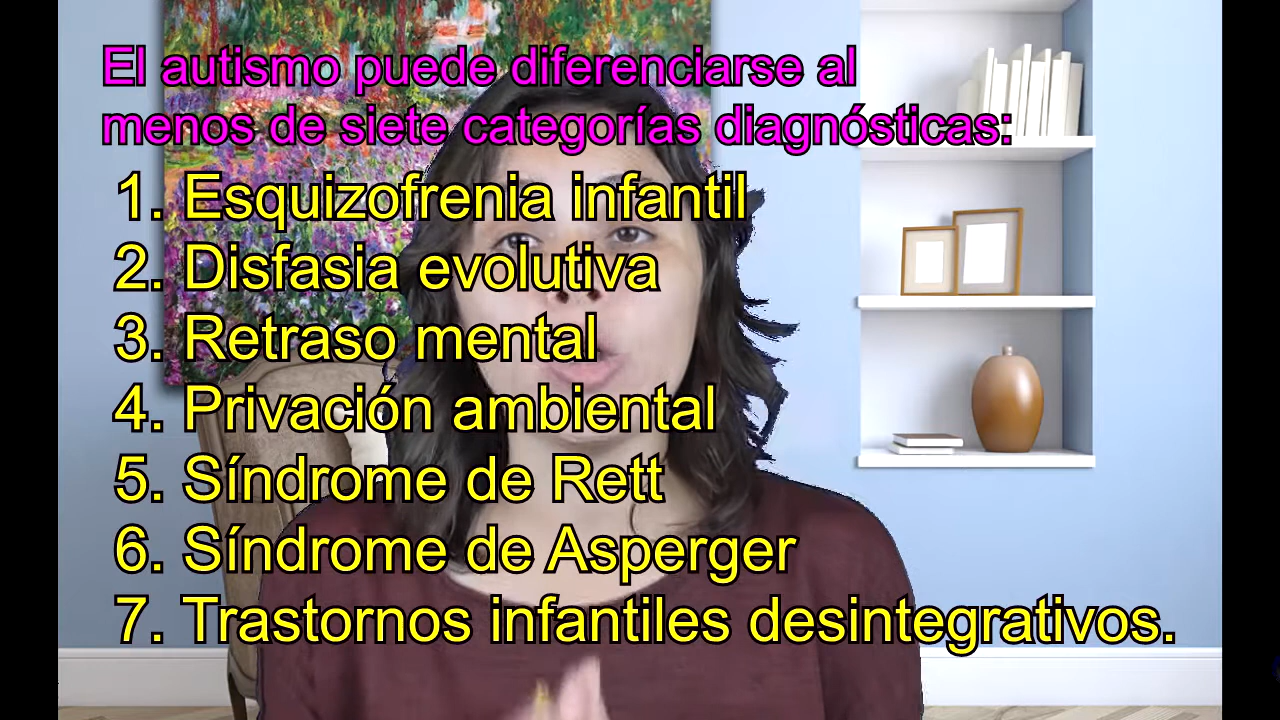 El autismo puede diferenciarse al
menos de siete categorías diagnósticas:
1. Esquizofrenia infantil
2. Disfasia evolutiva
3. Retraso mental
4. Privación ambiental
5. Síndrome de Rett
6. Síndrome de Asperger
7. Trastornos infantiles desintegrativos.